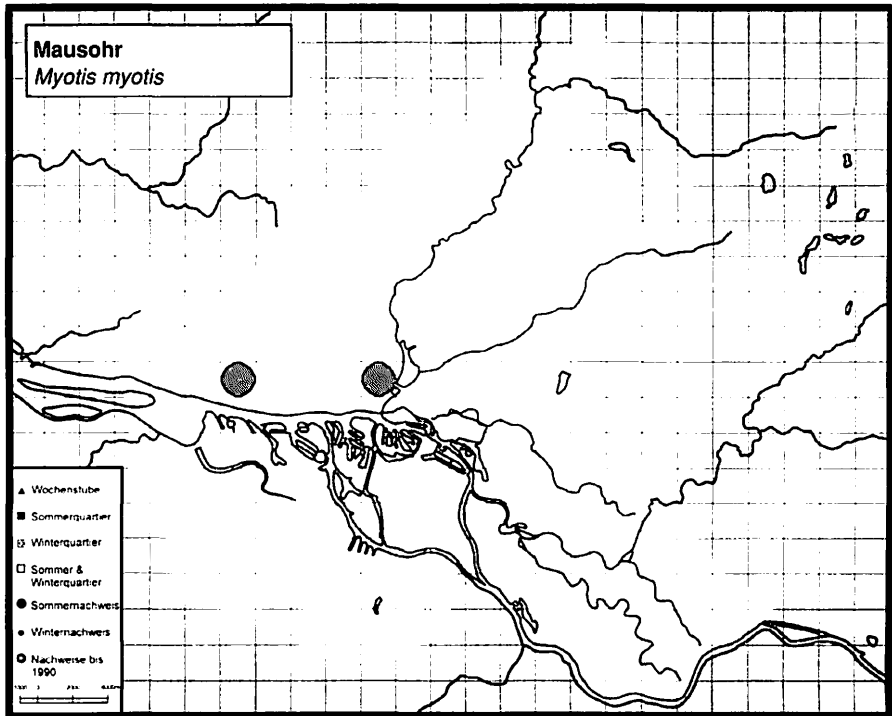 Mausohr
Myotis myotis
Wochenstube
Sommerquartier
Winterquartier
Sommer &
Winterquartier
Sommernachweis
Winternachweis
Nachweise bis
1990